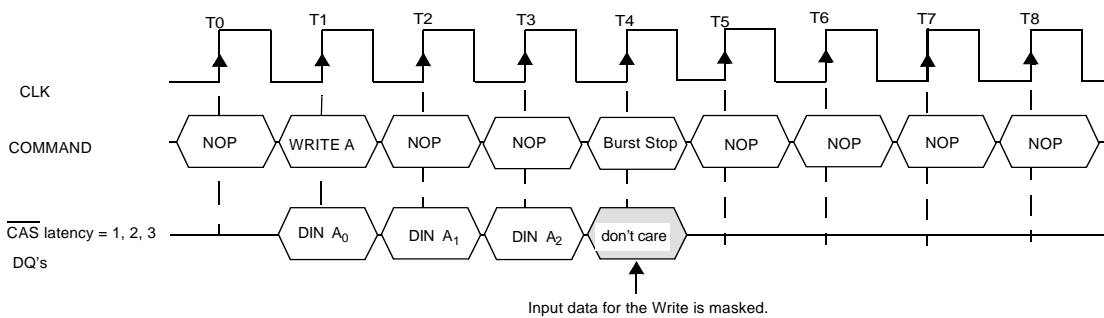 T0 T1 T2 T3 T4 T5 T6 T7 T8
CLK
COMMAND NOP WRITE A NOP NOP Burst Stop NOP NOP NOP NOP
CAS latency = 1, 2, 3
DQ's
DIN A0 DIN A1 DIN A2 don't care
Input data for the Write is masked.